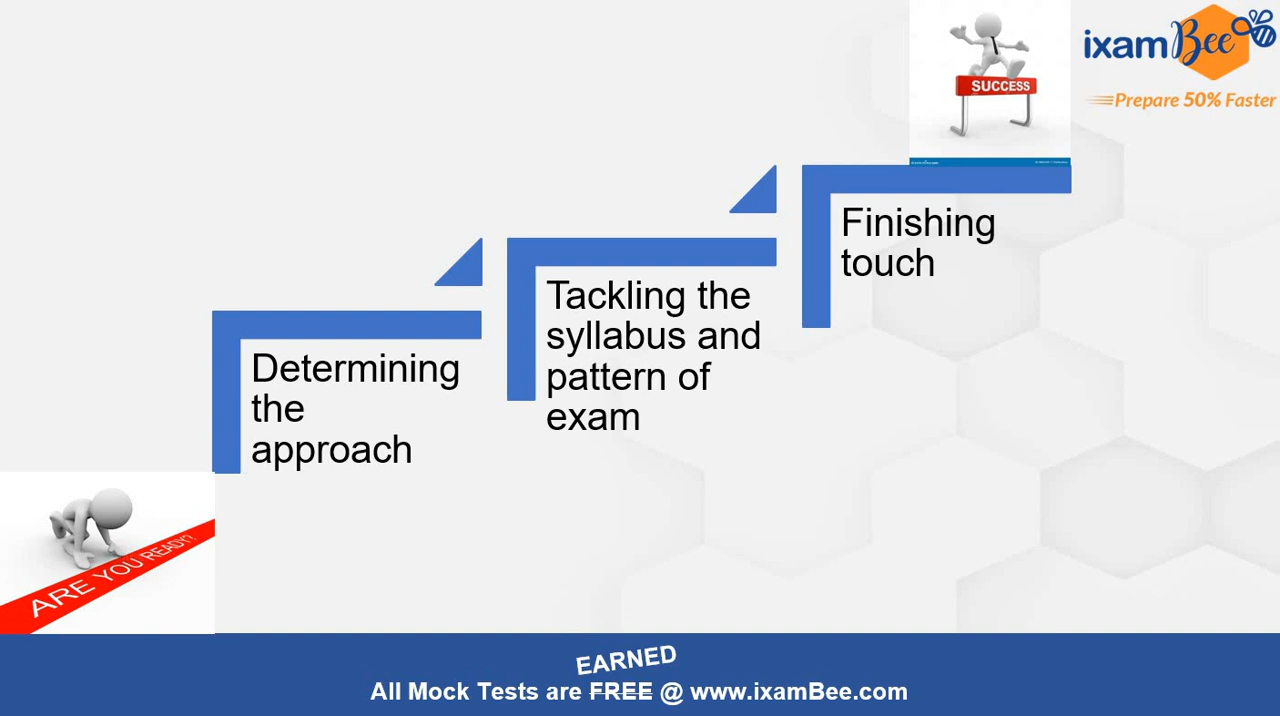 SUCCESS
ixamBee
Prepare 50% Faster
Finishing
touch
Tackling the
syllabus and
pattern of
exam
Determining
the
approach
ARE YOU READY?
EARNED
All Mock Tests are FREE @ www.ixamBee.com